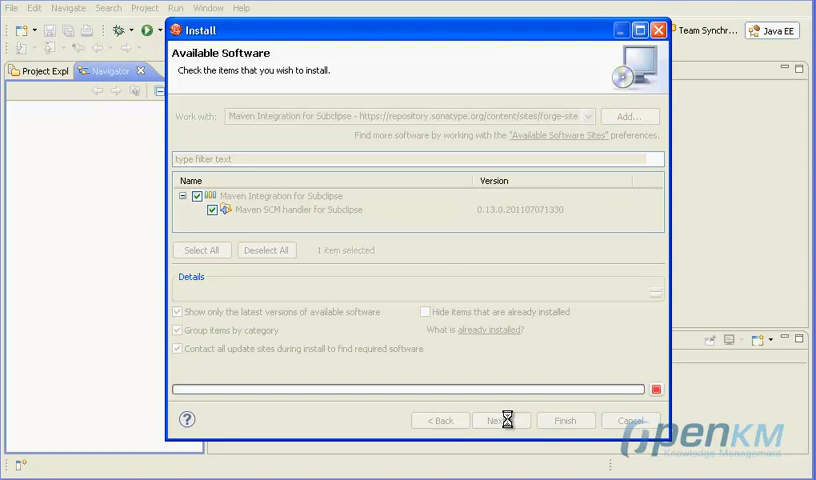 File Edit Navigate Search Project Run Window Help
Install
Team Synchr...
Java EE
Project Expl
Navigator
Available Software
Check the items that you wish to install.
Work with: Maven Integration for Subclipse - https://repository.sonatype.org/content/sites/forge-site Add...
Find more software by working with the "Available Software Sites" preferences.
type filter text
Name Version
Maven Integration for Subclipse
Maven SCM handler for Subclipse 0.13.0.201107071330
Select All Deselect All 1 item selected
Details
Show only the latest versions of available software Hide items that are already installed
Group items by category What is already installed?
Contact all update sites during install to find required software
? < Back Nex Finish Cancel
OpenKM
Knowledge Management